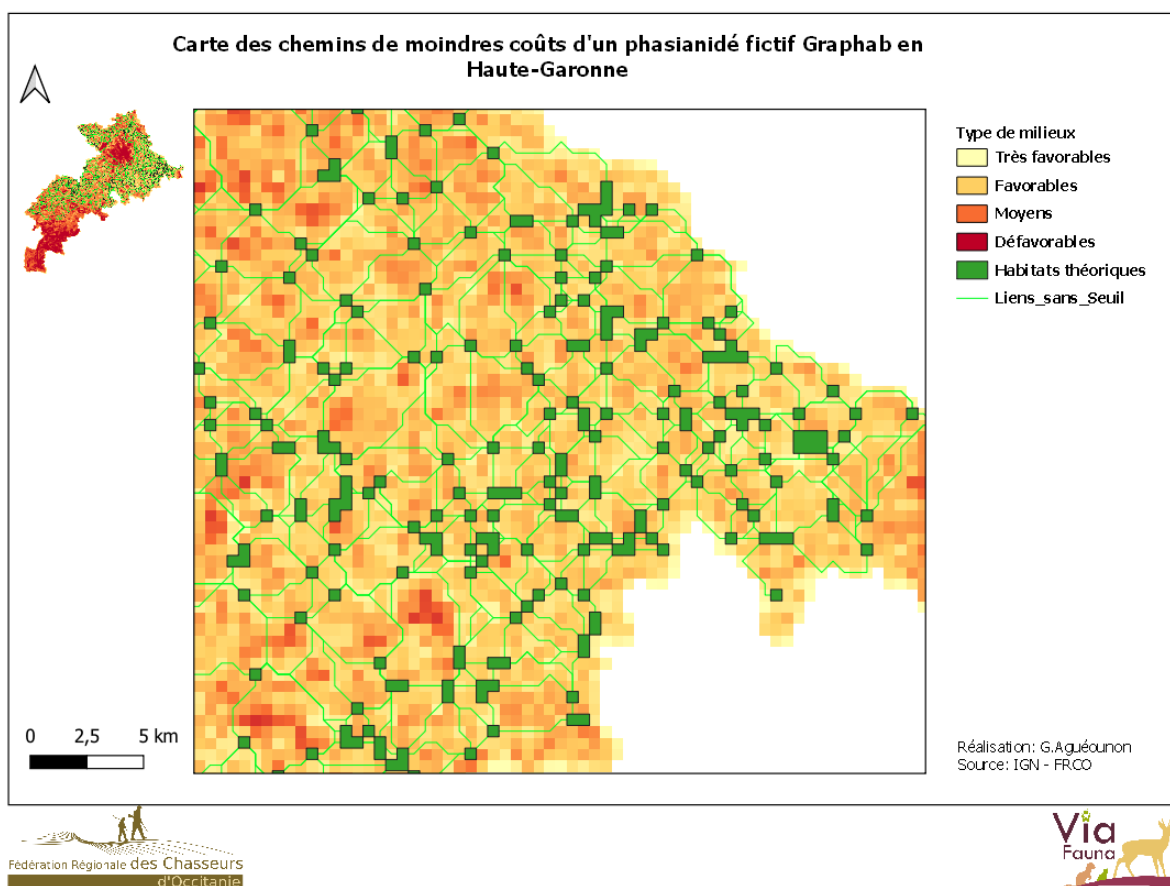 Carte des chemins de moindres coûts d'un phasianidé fictif Graphab en
Haute-Garonne
Type de milieux
Très favorables
Favorables
Moyens
Défavorables
Habitats théoriques
Liens_sans_Seuil
0 2,5 5 km
Réalisation: G.Aguéounon
Source: IGN - FRCO
Fédération Régionale des Chasseurs
d'Occitanie
Via
Fauna